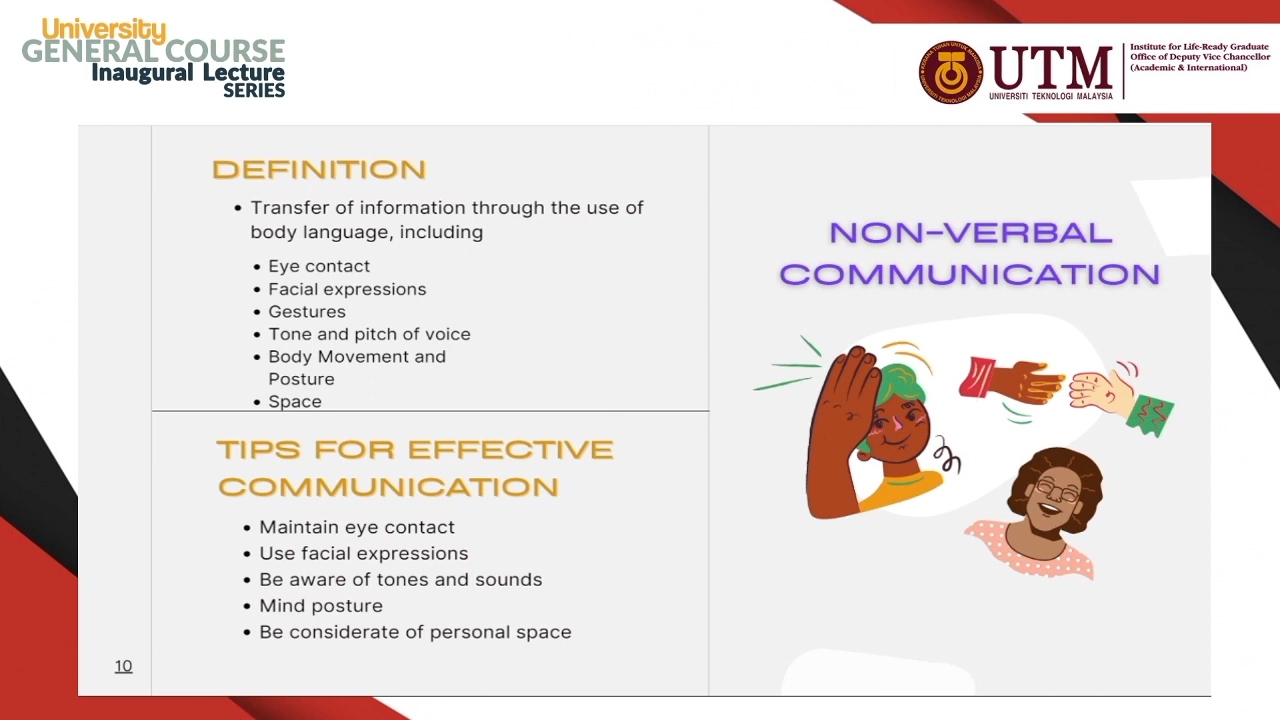 University
GENERAL COURSE
Inaugural Lecture
SERIES
UTM
UNIVERSITI TEKNOLOGI MALAYSIA
Institute for Life-Ready Graduate
Office of Deputy Vice Chancellor
(Academic & International)
DEFINITION
• Transfer of information through the use of
body language, including
• Eye contact
• Facial expressions
• Gestures
• Tone and pitch of voice
• Body Movement and
Posture
• Space
TIPS FOR EFFECTIVE
COMMUNICATION
• Maintain eye contact
• Use facial expressions
• Be aware of tones and sounds
• Mind posture
• Be considerate of personal space
10
NON-VERBAL
COMMUNICATION